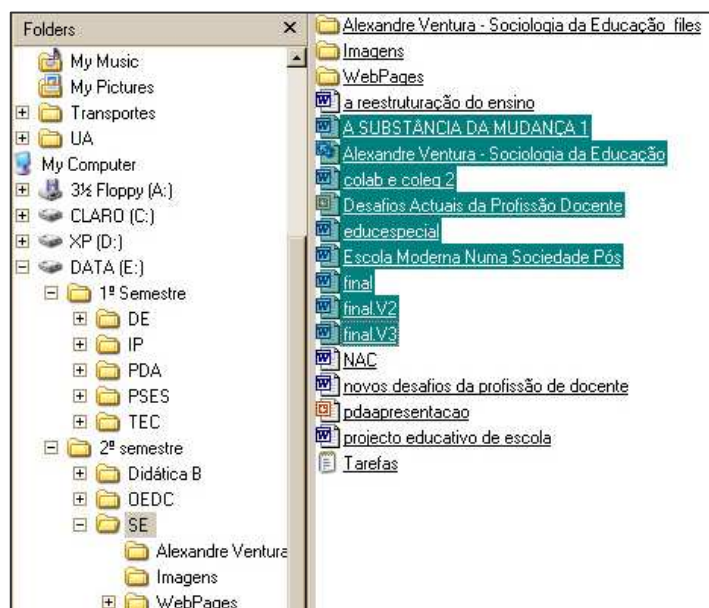 Folders
My Music
My Pictures
Transportes
UA
My Computer
3½ Floppy (A:)
CLARO (C:)
XP (D:)
DATA (E:)
1º Semestre
DE
IP
PDA
PSES
TEC
2º semestre
Didática B
OEDC
SE
Alexandre Ventura
Imagens
WebPages
Alexandre Ventura - Sociologia da Educação_files
Imagens
WebPages
a reestruturação do ensino
A SUBSTÂNCIA DA MUDANÇA 1
Alexandre Ventura - Sociologia da Educação
colab e coleg 2
Desafios Actuais da Profissão Docente
educespecial
Escola Moderna Numa Sociedade Pós
final
final.V2
final.V3
NAC
novos desafios da profissão de docente
pdaapresentacao
projecto educativo de escola
Tarefas